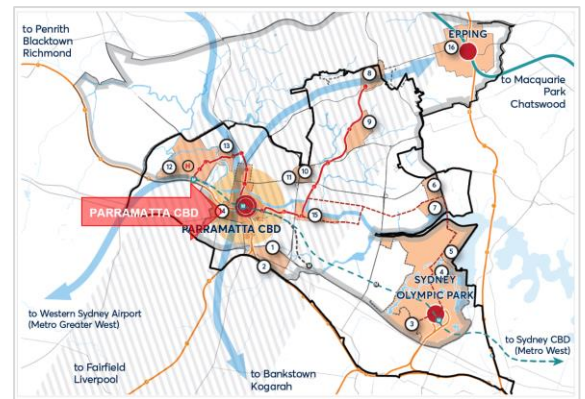 to Penrith
Blacktown
Richmond
EPPING
16
to Macquarie
Park
Chatswood
8
9
13
12
H
11
10
6
7
PARRAMATTA CBD
14
15
PARRAMATTA CBD
1
2
5
4
SYDNEY
OLYMPIC PARK
3
to Western Sydney Airport
(Metro Greater West)
to Sydney CBD
(Metro West)
to Fairfield
Liverpool
to Bankstown
Kogarah